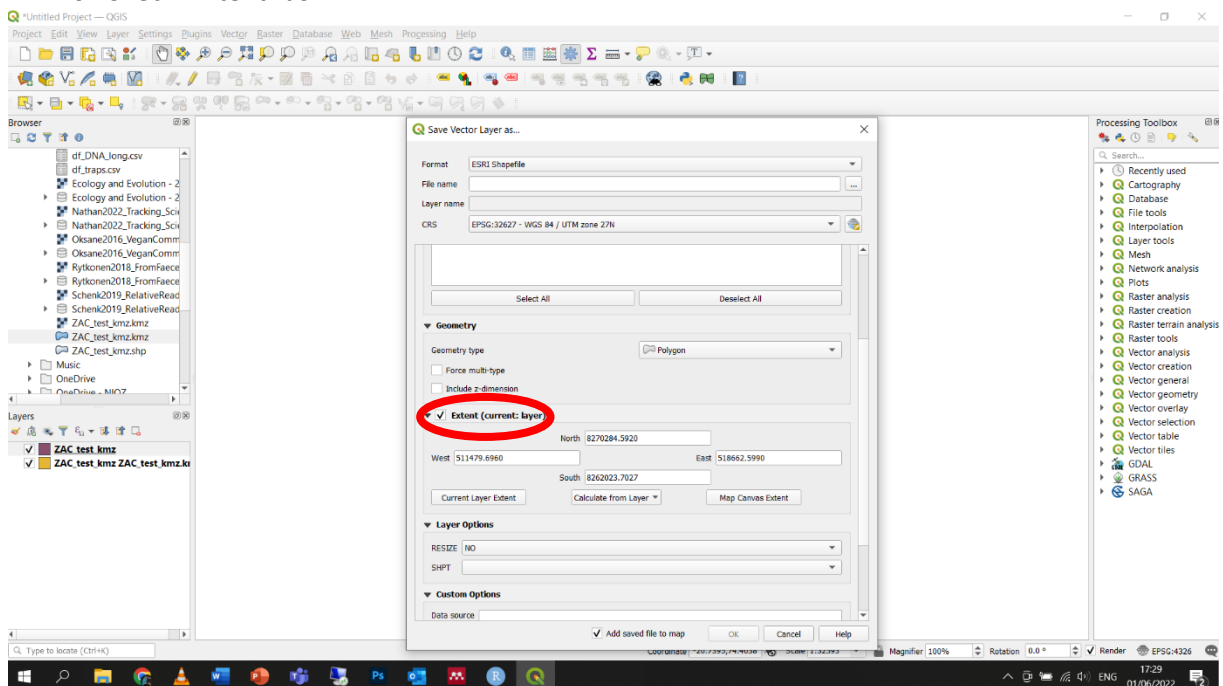 *Untitled Project — QGIS
Project Edit View Layer Settings Plugins Vector Raster Database Web Mesh Processing Help
Browser
df_DNA_long.csv
df_traps.csv
Ecology and Evolution - 2
Ecology and Evolution - 2
Nathan2022_Tracking_Scie
Nathan2022_Tracking_Scie
Oksane2016_VeganComm
Oksane2016_VeganComm
Rytkonen2018_FromFaece
Rytkonen2018_FromFaece
Schenk2019_RelativeRead
Schenk2019_RelativeRead
ZAC_test_kmz.kmz
ZAC_test_kmz.kmz
ZAC_test_kmz.shp
Music
OneDrive
OneDrive - NIOZ
Layers
ZAC_test_kmz
ZAC_test_kmz ZAC_test_kmz.k
Save Vector Layer as...
Format ESRI Shapefile
File name
...
Layer name
CRS EPSG:32627 - WGS 84 / UTM zone 27N
Select All Deselect All
Geometry
Geometry type Polygon
Force multi-type
Include z-dimension
Extent (current: layer)
North 8270284.5920
West 511479.6960 East 518662.5990
South 8262023.7027
Current Layer Extent Calculate from Layer Map Canvas Extent
Layer Options
RESIZE NO
SHPT
Custom Options
Data source
Add saved file to map OK Cancel Help
Processing Toolbox
Search...
Recently used
Cartography
Database
File tools
Interpolation
Layer tools
Mesh
Network analysis
Plots
Raster analysis
Raster creation
Raster terrain analysis
Raster tools
Vector analysis
Vector creation
Vector general
Vector geometry
Vector overlay
Vector selection
Vector table
Vector tiles
GDAL
GRASS
SAGA
Type to locate (Ctrl+K) Magnifier 100% Rotation 0.0 ° Render EPSG:4326
ENG 17:29
01/06/2022